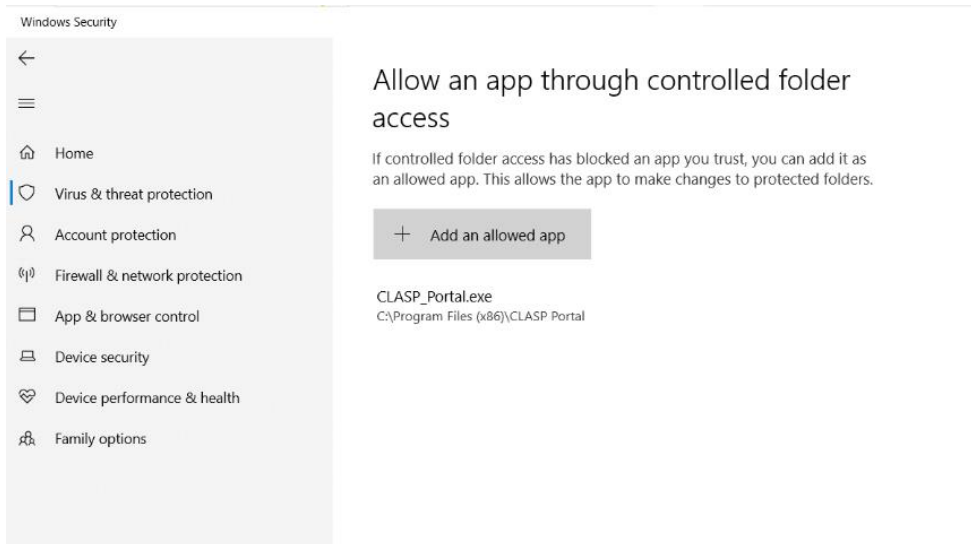 Windows Security
Home
Virus & threat protection
Account protection
Firewall & network protection
App & browser control
Device security
Device performance & health
Family options
Allow an app through controlled folder
access
If controlled folder access has blocked an app you trust, you can add it as
an allowed app. This allows the app to make changes to protected folders.
Add an allowed app
CLASP_Portal.exe
C:\Program Files (x86)\CLASP Portal